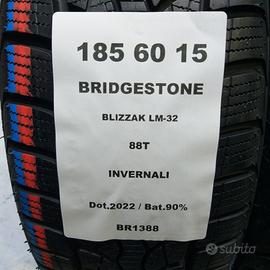 185 60 15
BRIDGESTONE
BLIZZAK LM-32
88T
INVERNALI
Dot.2022 / Bat.90%
BR1388
subito